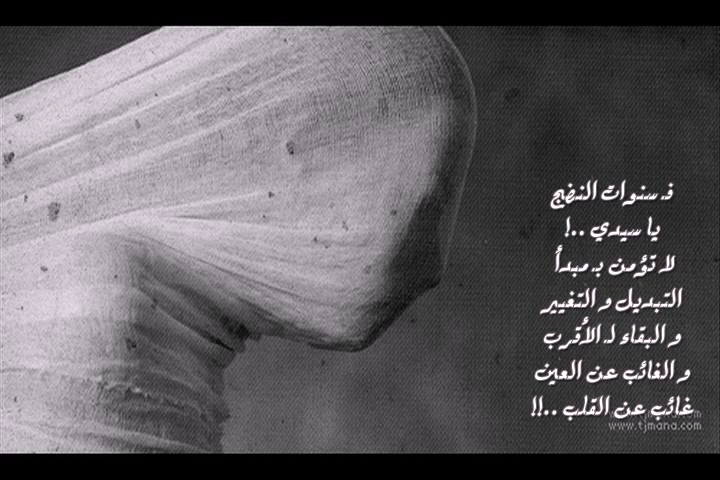 فـ سنوات النضج
يا سيدي ..!
لا تؤمن بـ مبدأ
التبديل و التغيير
و البقاء لـ الأقرب
و الغائب عن العين
غائب عن القلب ..!!
www.tjmana.com